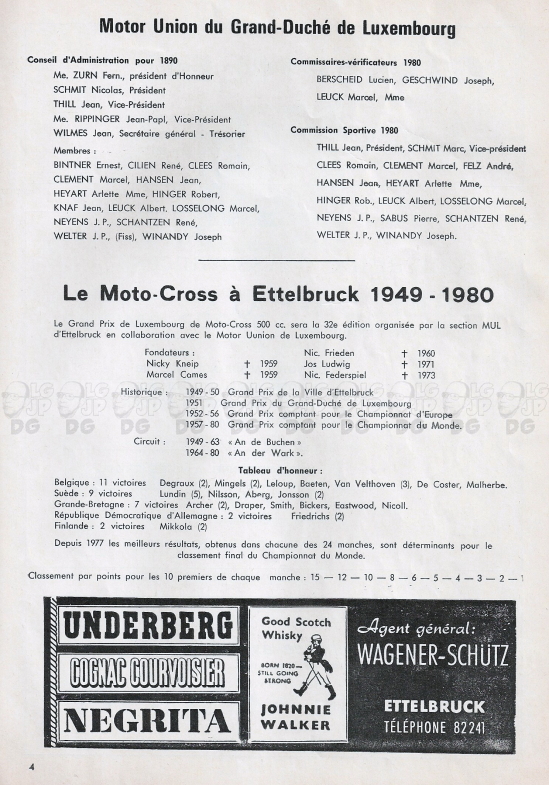 Motor Union du Grand-Duché de Luxembourg
Conseil d'Administration pour 1890
Me. ZURN Fern., président d'Honneur
SCHMIT Nicolas, Président
THILL Jean, Vice-Président
Me. RIPPINGER Jean-Papl, Vice-Président
WILMES Jean, Secrétaire général - Trésorier
Membres :
BINTNER Ernest, CILIEN René, CLEES Romain,
CLEMENT Marcel, HANSEN Jean,
HEYART Arlette Mme, HINGER Robert,
KNAF Jean, LEUCK Albert, LOSSELONG Marcel,
NEYENS J. P., SCHANTZEN René,
WELTER J. P., (Fiss), WINANDY Joseph
Commissaires-vérificateurs 1980
BERSCHEID Lucien, GESCHWIND Joseph,
LEUCK Marcel, Mme
Commission Sportive 1980
THILL Jean, Président, SCHMIT Marc, Vice-président
CLEES Romain, CLEMENT Marcel, FELZ André,
HANSEN Jean, HEYART Arlette Mme,
HINGER Rob., LEUCK Albert, LOSSELONG Marcel,
NEYENS J. P., SABUS Pierre, SCHANTZEN René,
WELTER J. P., WINANDY Joseph.
Le Moto-Cross à Ettelbruck 1949 - 1980
Le Grand Prix de Luxembourg de Moto-Cross 500 cc. sera la 32e édition organisée par la section MUL
d'Ettelbruck en collaboration avec le Motor Uunion de Luxembourg.
Fondateurs : Nic. Frieden † 1960
Nicky Kneip † 1959 Jos Ludwig † 1971
Marcel Cames † 1959 Nic. Federspiel † 1973
Historique : 1949 - 50 Grand Prix de la Ville d'Ettelbruck
1951 Grand Prix du Grand-Duché de Luxembourg
1952 - 56 Grand Prix comptant pour le Championnat d'Europe
1957 - 80 Grand Prix comptant pour le Championnat du Monde.
Circuit : 1949 - 63 « An de Buchen »
1964 - 80 « An der Wark ».
Tableau d'honneur :
Belgique : 11 victoires Degraux (2), Mingels (2), Leloup, Baeten, Van Velthoven (3), De Coster, Malherbe.
Suède : 9 victoires Lundin (5), Nilsson, Aberg, Jonsson (2)
Grande-Bretagne : 7 victoires Archer (2), Draper, Smith, Bickers, Eastwood, Nicoll.
République Démocratique d'Allemagne : 2 victoires Friedrichs (2)
Finlande : 2 victoires Mikkola (2)
Depuis 1977 les meilleurs résultats, obtenus dans chacune des 24 manches, sont déterminants pour le
classement final du Championnat du Monde.
Classement par points pour les 10 premiers de chaque manche : 15 — 12 — 10 — 8 — 6 — 5 — 4 — 3 — 2 — 1
UNDERBERG
COGNAC COURVOISIER
NEGRITA
Good Scotch
Whisky
BORN 1820 —
STILL GOING
STRONG
JOHNNIE
WALKER
Agent général :
WAGENER-SCHÜTZ
ETTELBRUCK
TÉLÉPHONE 82241
4